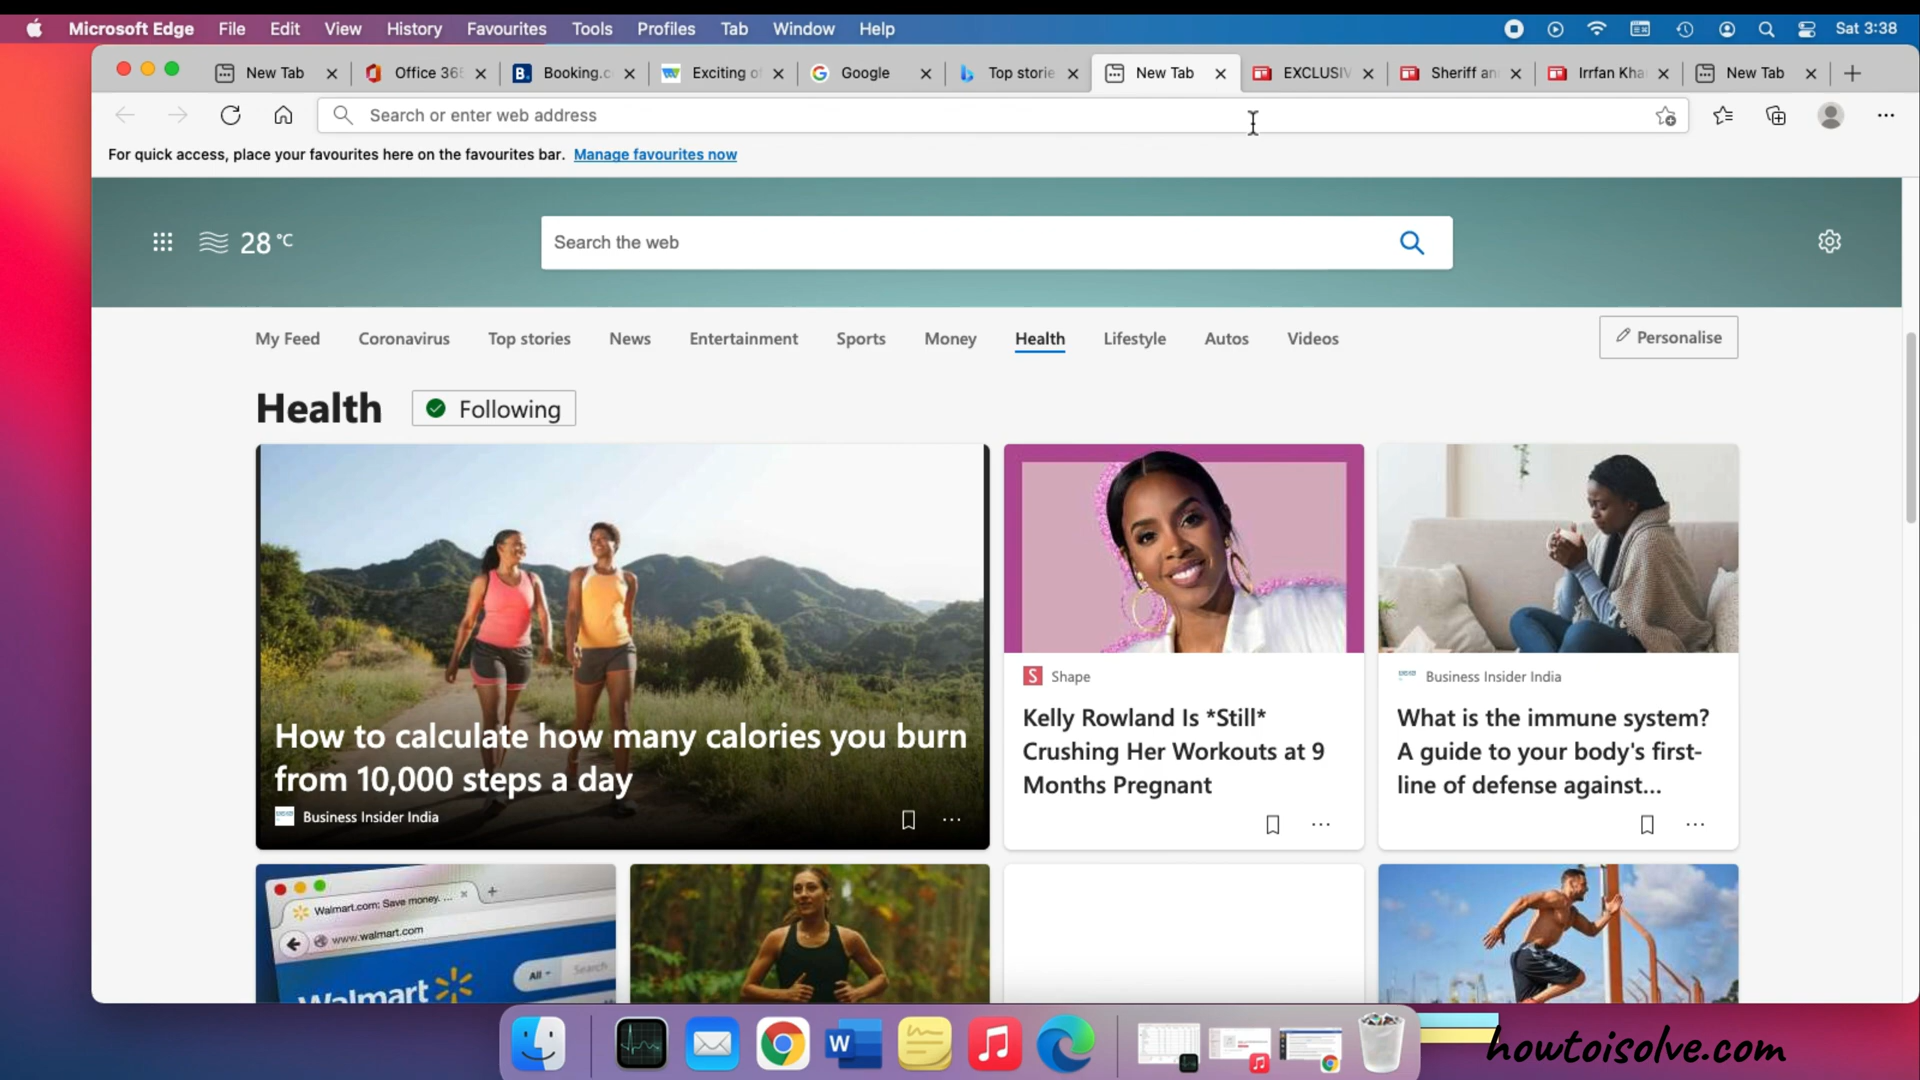 Microsoft Edge File Edit View History Favourites Tools Profiles Tab Window Help Sat 3:38
New Tab Office 365 Booking.c Exciting o Google Top storie New Tab EXCLUSIV Sheriff an Irrfan Kha New Tab
Search or enter web address
For quick access, place your favourites here on the favourites bar. Manage favourites now
28 °C
Search the web
My Feed Coronavirus Top stories News Entertainment Sports Money Health Lifestyle Autos Videos Personalise
Health Following
How to calculate how many calories you burn
from 10,000 steps a day
Business Insider India
Shape
Kelly Rowland Is *Still*
Crushing Her Workouts at 9
Months Pregnant
Business Insider India
What is the immune system?
A guide to your body's first-
line of defense against...
Walmart.com: Save money. ...
www.walmart.com
All Search
Walmart
W
howtoisolve.com